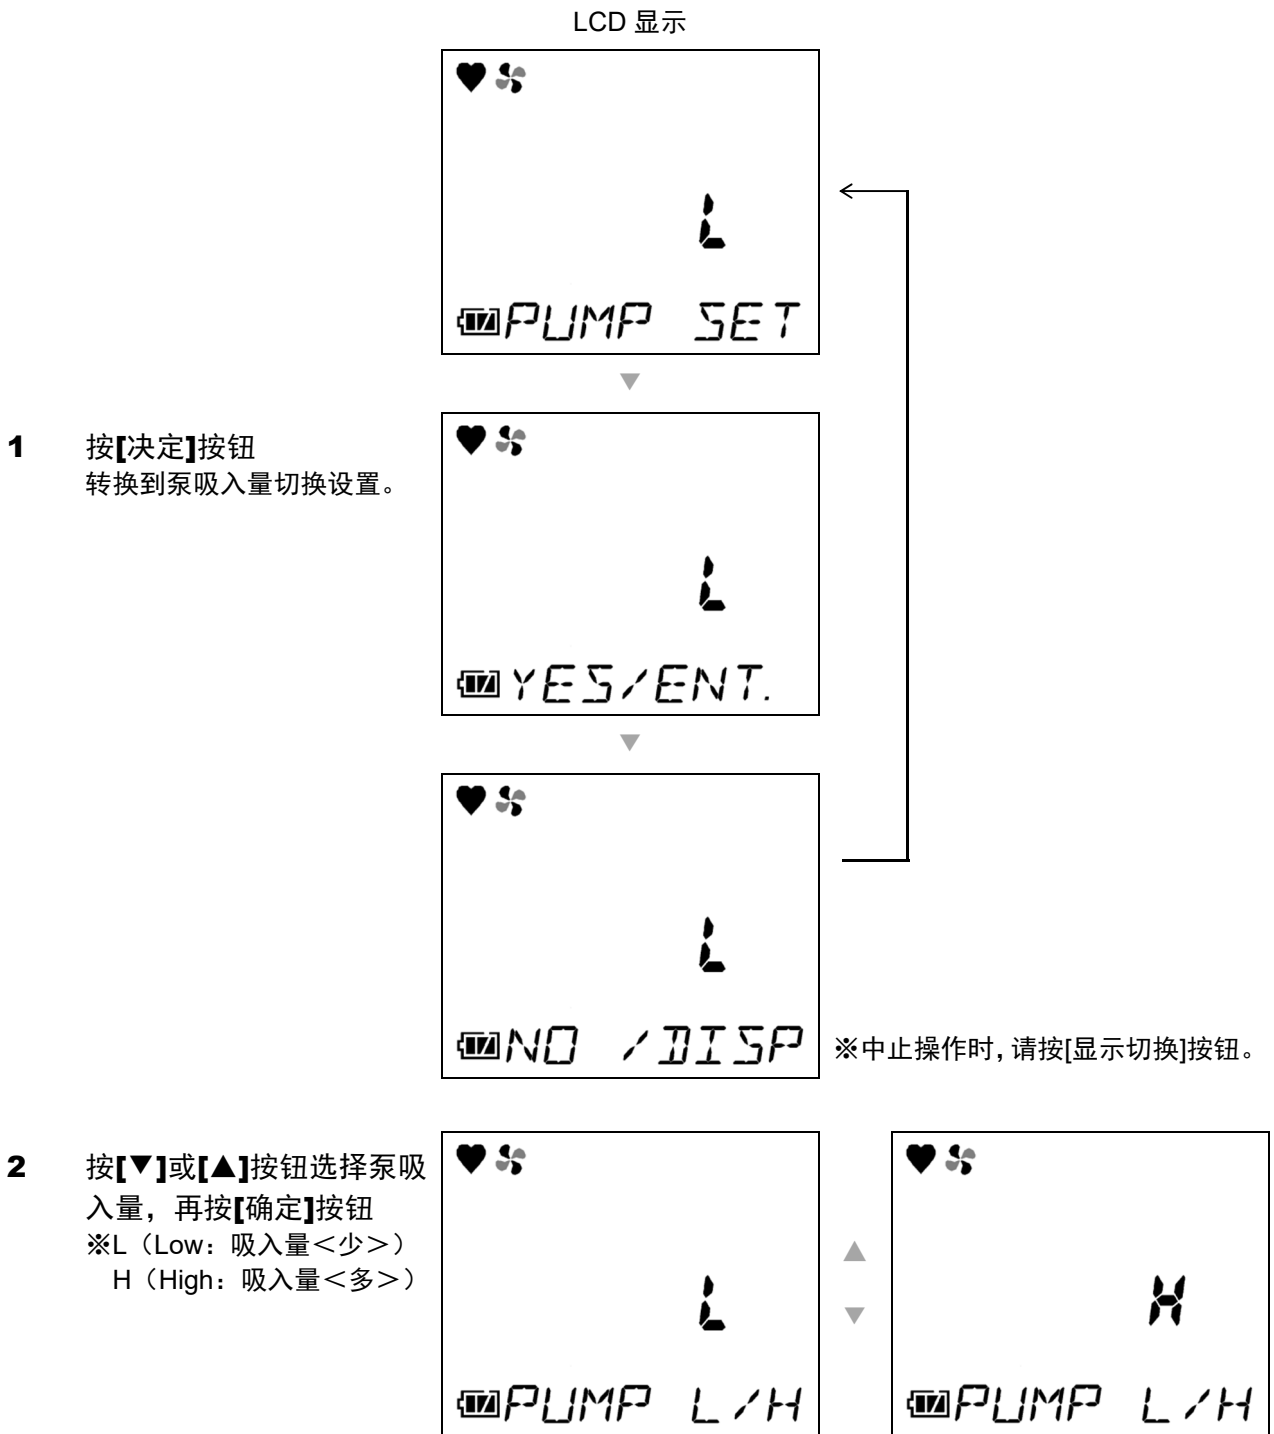 LCD 显示
L
PUMP SET
1 按[决定]按钮
转换到泵吸入量切换设置。
L
YES/ENT.
L
NO /DISP
※中止操作时，请按[显示切换]按钮。
2 按[▼]或[▲]按钮选择泵吸
入量，再按[确定]按钮
※L（Low：吸入量＜少＞）
H（High：吸入量＜多＞）
L
PUMP L/H
H
PUMP L/H